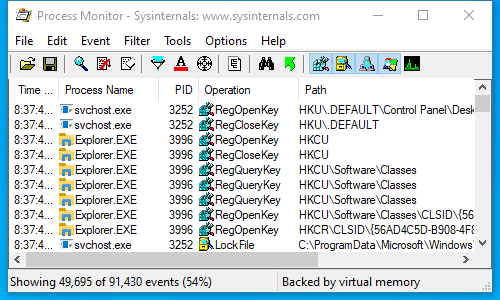 Process Monitor - Sysinternals: www.sysinternals.com
File Edit Event Filter Tools Options Help
Time ... Process Name PID Operation Path
8:37:4... svchost.exe 3252 RegOpenKey HKU\.DEFAULT\Control Panel\Desk
8:37:4... svchost.exe 3252 RegCloseKey HKU\.DEFAULT
8:37:4... Explorer.EXE 3996 RegOpenKey HKCU
8:37:4... Explorer.EXE 3996 RegCloseKey HKCU
8:37:4... Explorer.EXE 3996 RegQueryKey HKCU\Software\Classes
8:37:4... Explorer.EXE 3996 RegQueryKey HKCU\Software\Classes
8:37:4... Explorer.EXE 3996 RegQueryKey HKCU\Software\Classes
8:37:4... Explorer.EXE 3996 RegOpenKey HKCU\Software\Classes\CLSID\{56
8:37:4... Explorer.EXE 3996 RegOpenKey HKCR\CLSID\{56AD4C5D-B908-4F8
8:37:4... svchost.exe 3252 LockFile C:\ProgramData\Microsoft\Windows\
Showing 49,695 of 91,430 events (54%) Backed by virtual memory